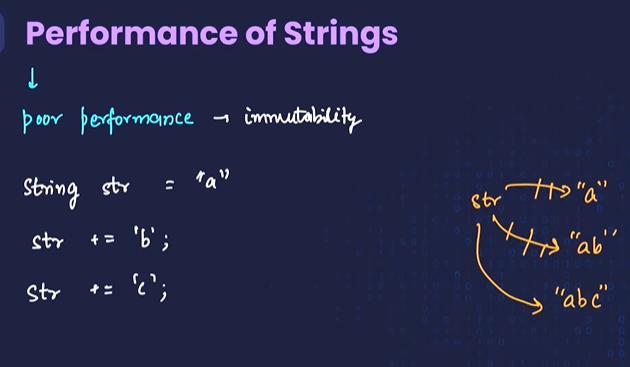 Performance of Strings
↓
poor performance → immutability
String str = "a"
str += 'b';
str += 'c';
str → "a"
"ab"
"abc"